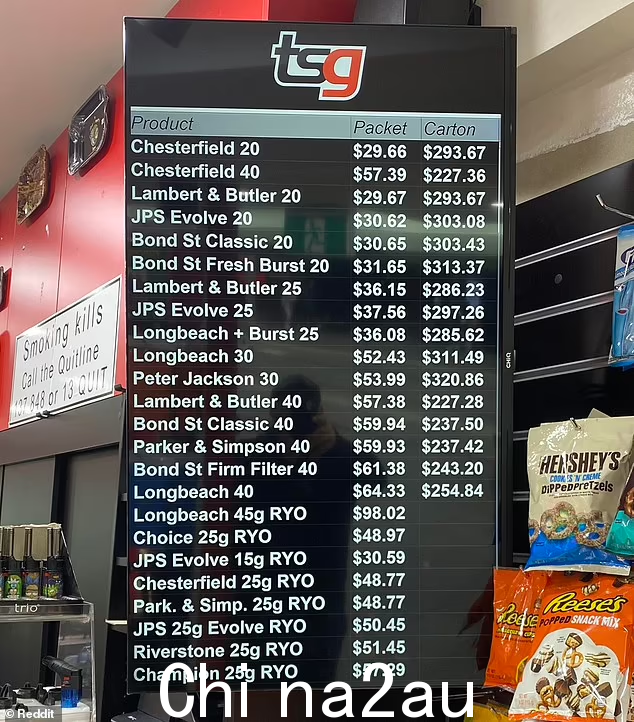 tsg
Product Packet Carton
Chesterfield 20 $29.66 $293.67
Chesterfield 40 $57.39 $227.36
Lambert & Butler 20 $29.67 $293.67
JPS Evolve 20 $30.62 $303.08
Bond St Classic 20 $30.65 $303.43
Bond St Fresh Burst 20 $31.65 $313.37
Lambert & Butler 25 $36.15 $286.23
JPS Evolve 25 $37.56 $297.26
Longbeach + Burst 25 $36.08 $285.62
Longbeach 30 $52.43 $311.49
Peter Jackson 30 $53.99 $320.86
Lambert & Butler 40 $57.38 $227.28
Bond St Classic 40 $59.94 $237.50
Parker & Simpson 40 $59.93 $237.42
Bond St Firm Filter 40 $61.38 $243.20
Longbeach 40 $64.33 $254.84
Longbeach 45g RYO $98.02
Choice 25g RYO $48.97
JPS Evolve 15g RYO $30.59
Chesterfield 25g RYO $48.77
Park. & Simp. 25g RYO $48.77
JPS 25g Evolve RYO $50.45
Riverstone 25g RYO $51.45
Champion 25g RYO
CHiQ
Smoking kills
Call the Quitline
137 848 or 13 QUIT
trio
HERSHEY'S
COOKIES 'N' CREME
DIPPED PRETZELS
Reese's
Reese's
POPPED SNACK MIX
Chi na2au
© Reddit